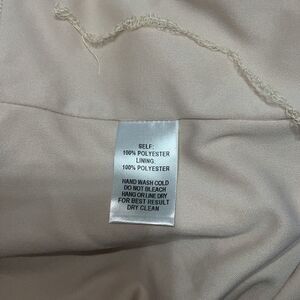 SELF:
100% POLYESTER
LINING.
100% POLYESTER
HAND WASH COLD
DO NOT BLEACH
HANG OR LINE DRY
FOR BEST RESULT
DRY CLEAN